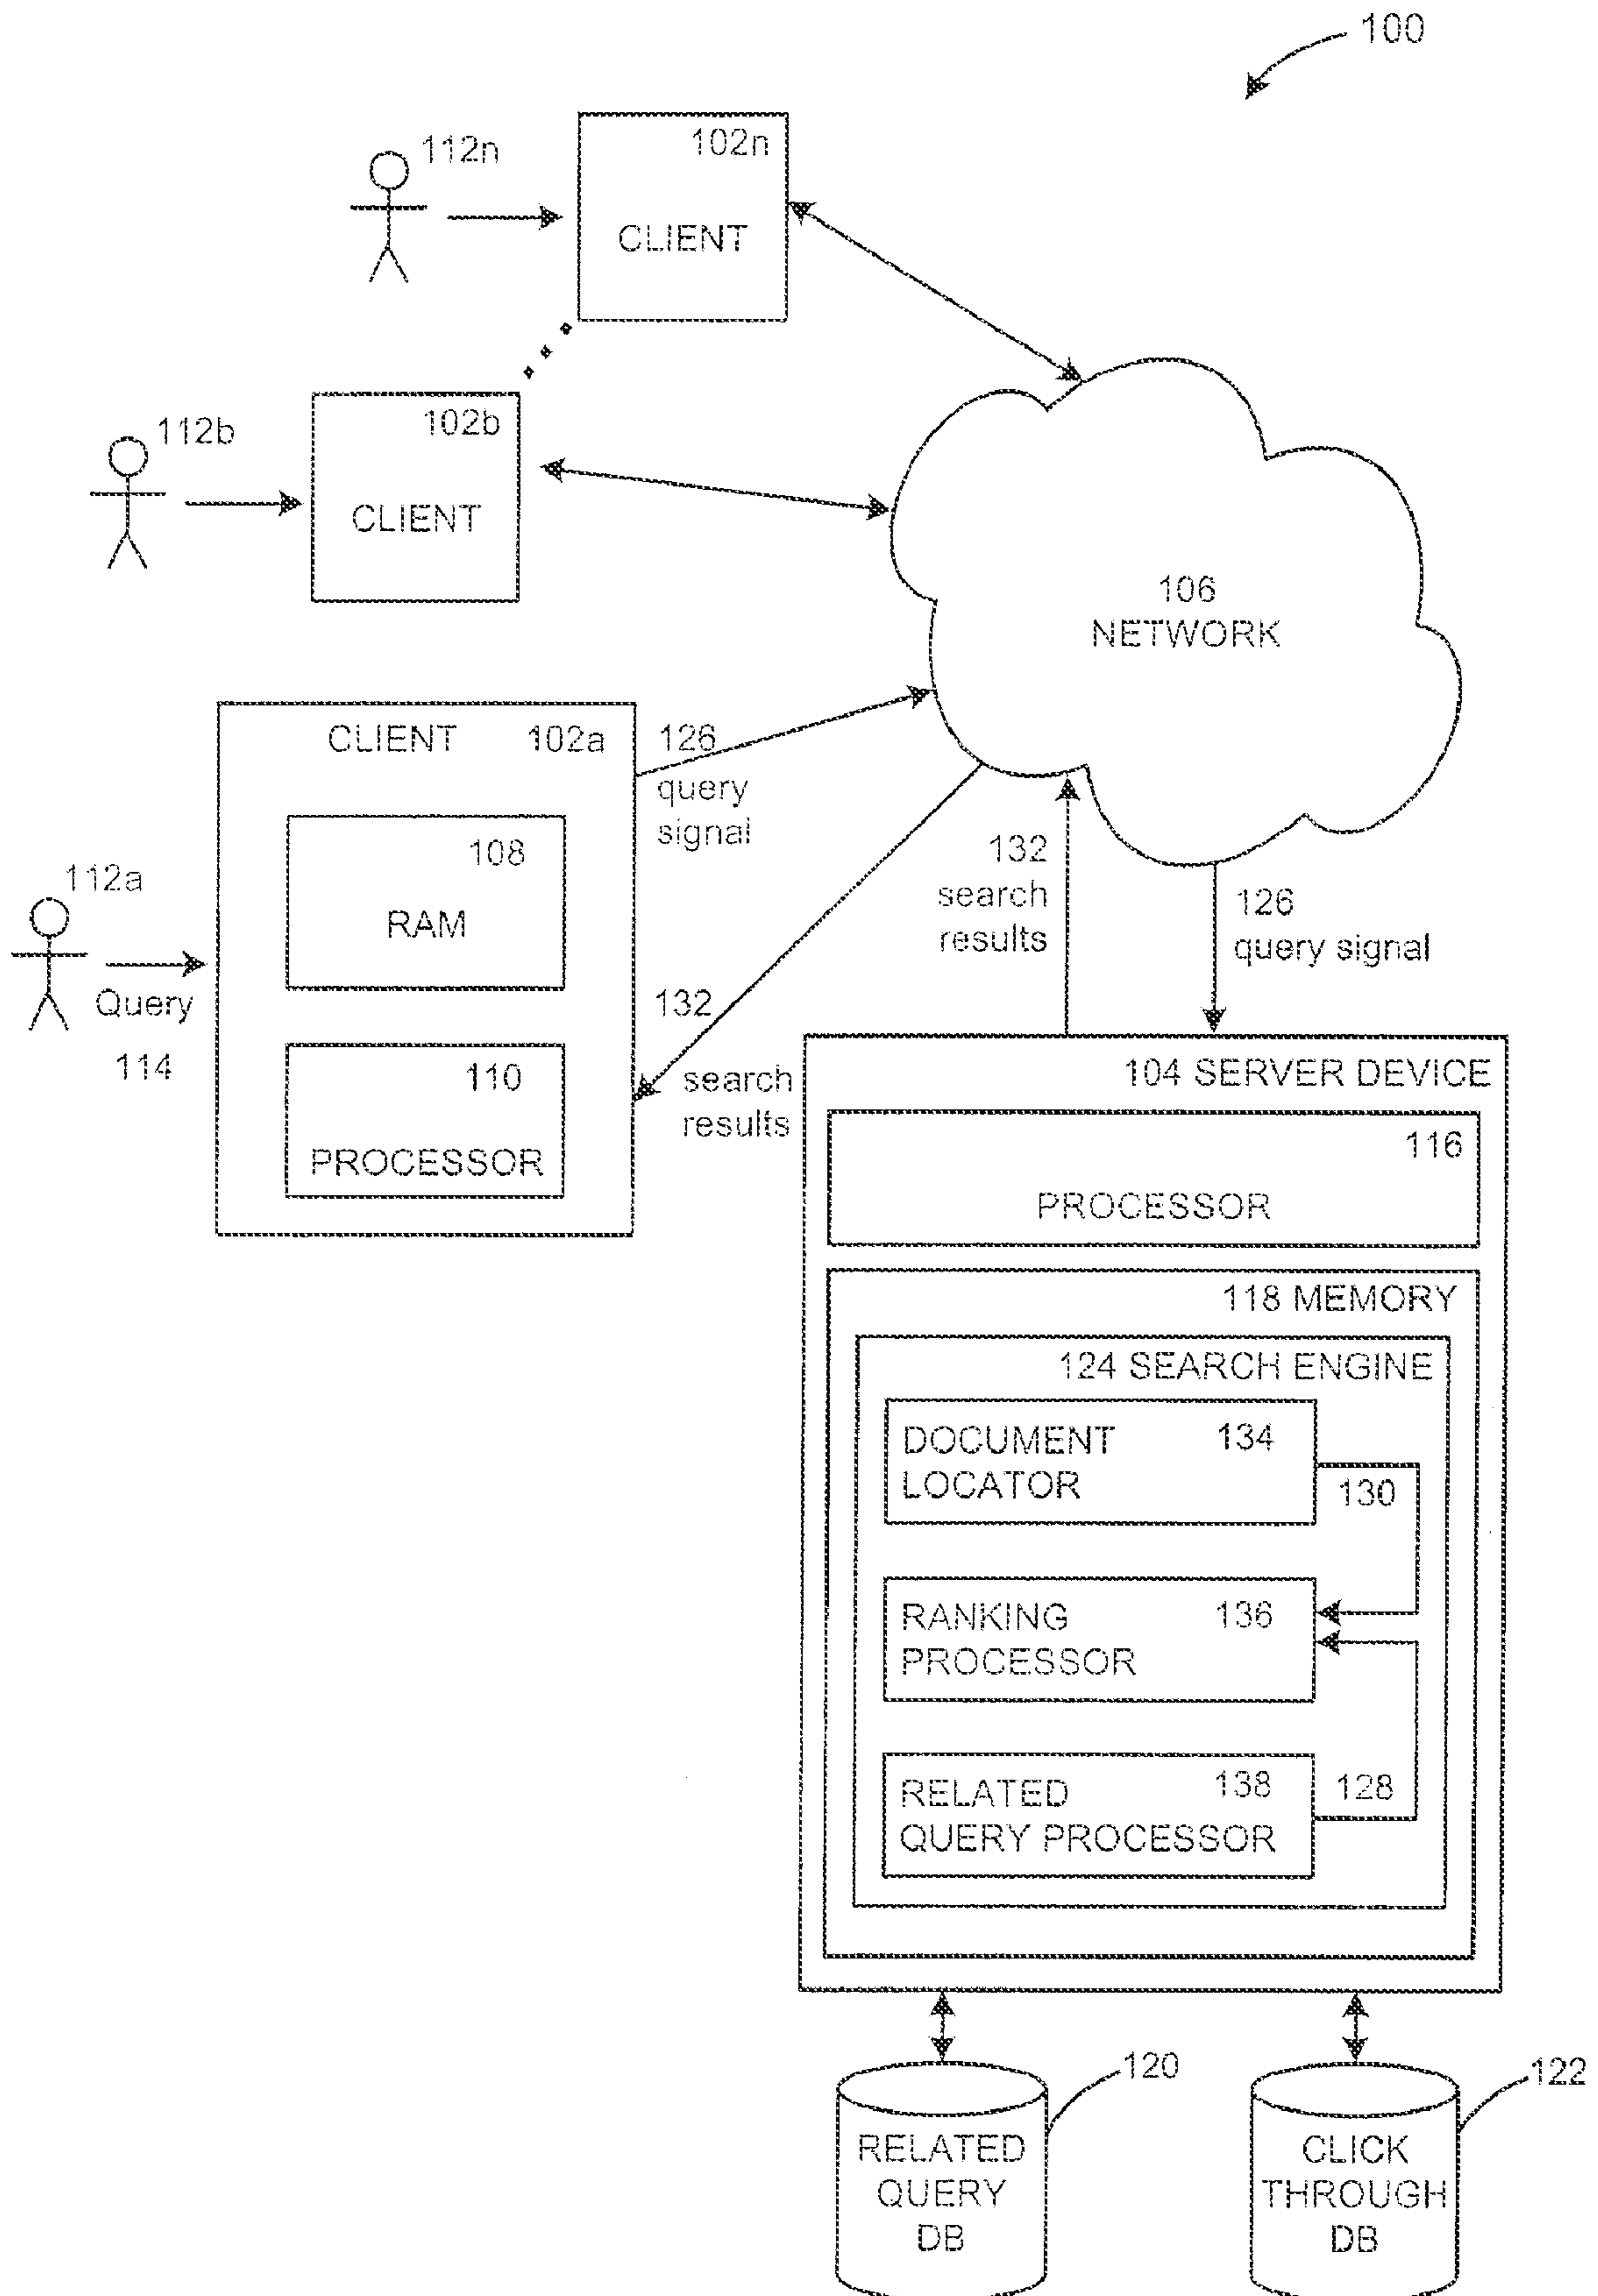 100
112n
102n
CLIENT
112b
102b
CLIENT
106
NETWORK
CLIENT 102a
108
RAM
110
PROCESSOR
112a
Query
114
126
query
signal
132
search
results
132
search
results
126
query signal
104 SERVER DEVICE
116
PROCESSOR
118 MEMORY
124 SEARCH ENGINE
DOCUMENT 134
LOCATOR
130
RANKING 136
PROCESSOR
RELATED 138
QUERY PROCESSOR
128
120
RELATED
QUERY
DB
122
CLICK
THROUGH
DB